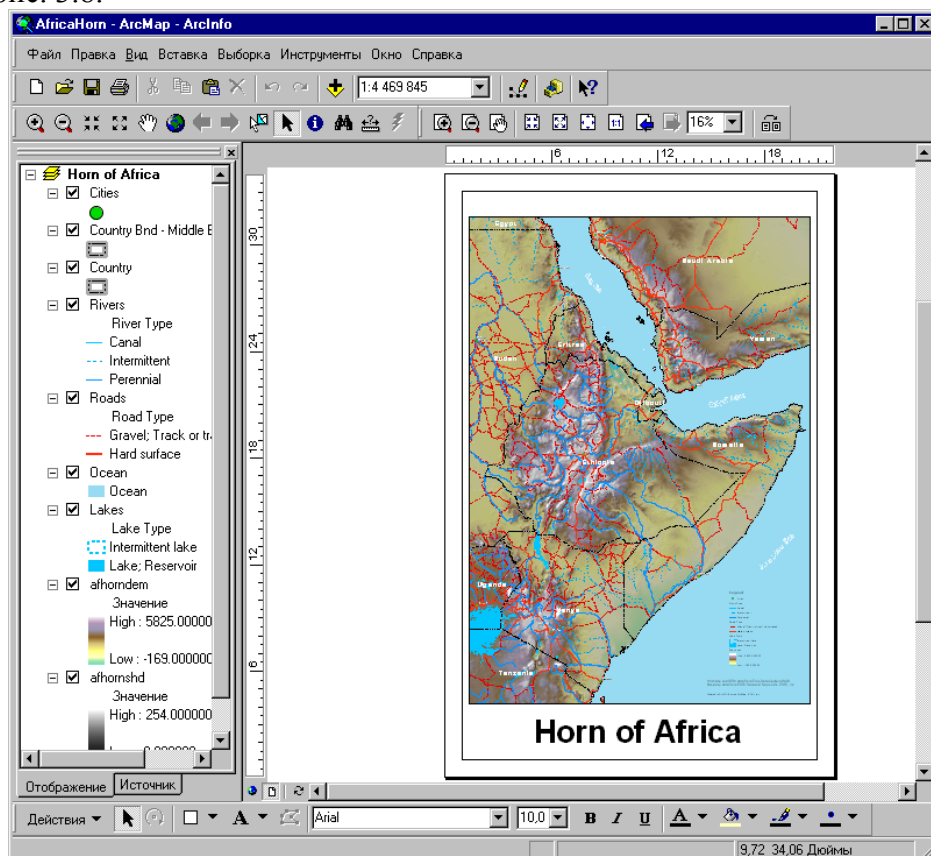 рис. 3.8.
AfricaHorn - ArcMap - ArcInfo
Файл Правка Вид Вставка Выборка Инструменты Окно Справка
1:4 469 845
16%
Horn of Africa
Cities
Country Bnd - Middle E
Country
Rivers
River Type
Canal
Intermittent
Perennial
Roads
Road Type
Gravel; Track or tr
Hard surface
Ocean
Ocean
Lakes
Lake Type
Intermittent lake
Lake; Reservoir
afhorndem
Значение
High : 5825.00000
Low : -169.000000
afhornshd
Значение
High : 254.000000
Отображение Источник
6 12 18
30
24
18
12
6
Egypt
Saudi Arabia
Sudan
Eritrea
Yemen
Djibouti
Somalia
Ethiopia
Uganda
Kenya
Tanzania
Horn of Africa
Действия A Arial 10,0 B I U A
9,72 34,06 Дюймы